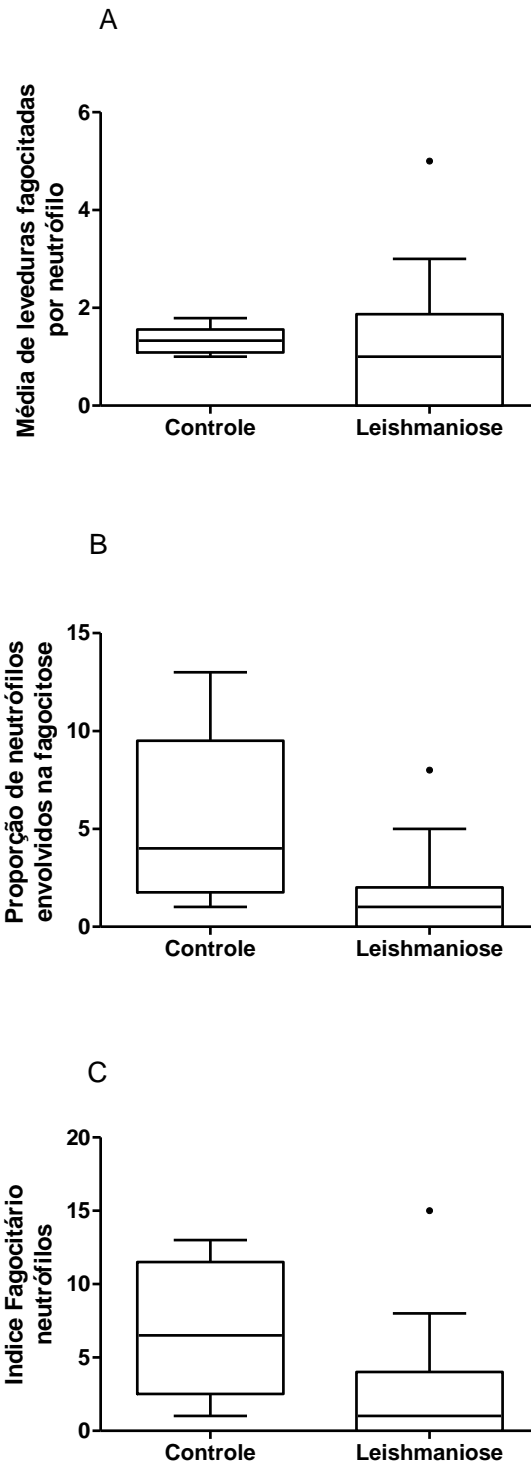 A
Média de leveduras fagocitadas
por neutrófilo
6
4
2
0
Controle
Leishmaniose
B
Proporção de neutrófilos
envolvidos na fagocitose
15
10
5
0
Controle
Leishmaniose
C
Indice Fagocitário
neutrófilos
20
15
10
5
0
Controle
Leishmaniose